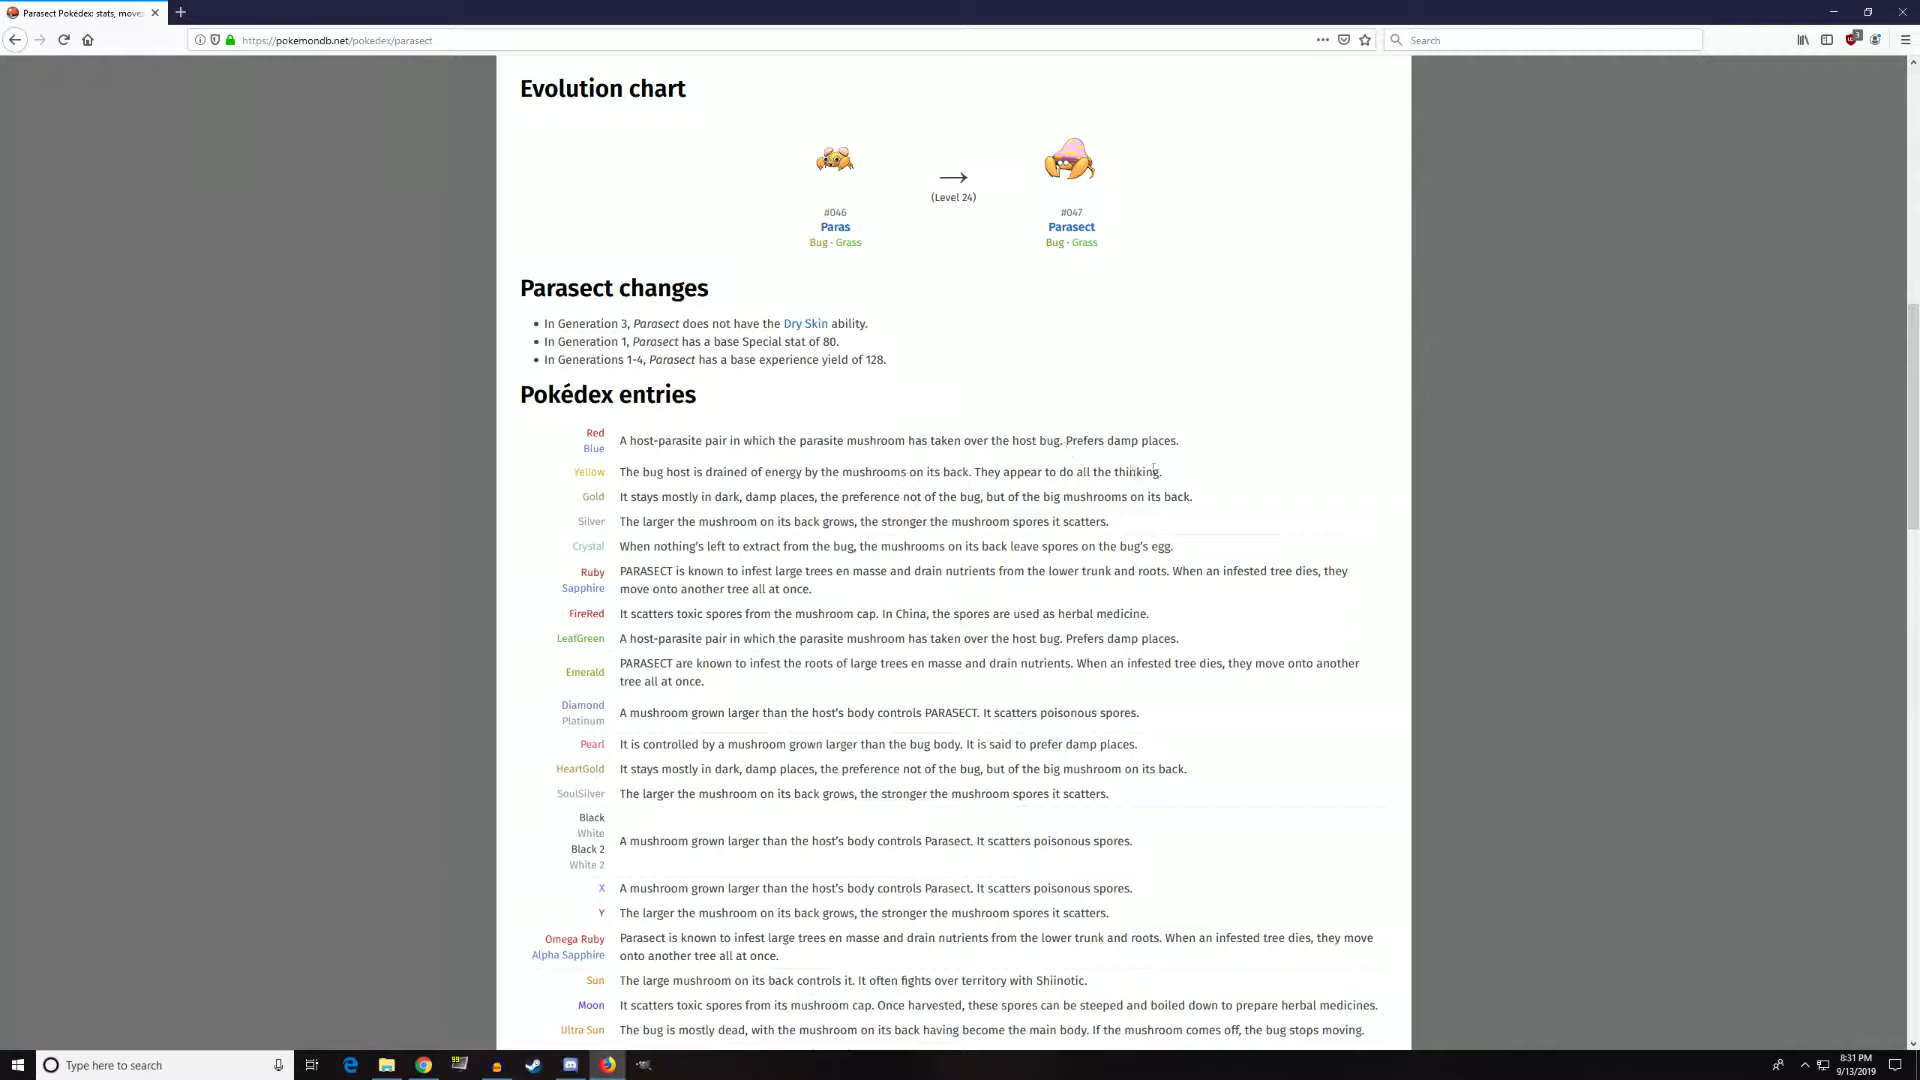 Parasect Pokédex: stats, moves
https://pokemondb.net/pokedex/parasect
Search
Evolution chart
(Level 24)
#046
Paras
Bug · Grass
#047
Parasect
Bug · Grass
Parasect changes
• In Generation 3, Parasect does not have the Dry Skin ability.
• In Generation 1, Parasect has a base Special stat of 80.
• In Generations 1-4, Parasect has a base experience yield of 128.
Pokédex entries
Red
Blue
A host-parasite pair in which the parasite mushroom has taken over the host bug. Prefers damp places.
Yellow
The bug host is drained of energy by the mushrooms on its back. They appear to do all the thinking.
Gold
It stays mostly in dark, damp places, the preference not of the bug, but of the big mushrooms on its back.
Silver
The larger the mushroom on its back grows, the stronger the mushroom spores it scatters.
Crystal
When nothing's left to extract from the bug, the mushrooms on its back leave spores on the bug's egg.
Ruby
Sapphire
PARASECT is known to infest large trees en masse and drain nutrients from the lower trunk and roots. When an infested tree dies, they
move onto another tree all at once.
FireRed
It scatters toxic spores from the mushroom cap. In China, the spores are used as herbal medicine.
LeafGreen
A host-parasite pair in which the parasite mushroom has taken over the host bug. Prefers damp places.
Emerald
PARASECT are known to infest the roots of large trees en masse and drain nutrients. When an infested tree dies, they move onto another
tree all at once.
Diamond
Platinum
A mushroom grown larger than the host's body controls PARASECT. It scatters poisonous spores.
Pearl
It is controlled by a mushroom grown larger than the bug body. It is said to prefer damp places.
HeartGold
It stays mostly in dark, damp places, the preference not of the bug, but of the big mushroom on its back.
SoulSilver
The larger the mushroom on its back grows, the stronger the mushroom spores it scatters.
Black
White
Black 2
White 2
A mushroom grown larger than the host's body controls Parasect. It scatters poisonous spores.
X
A mushroom grown larger than the host's body controls Parasect. It scatters poisonous spores.
Y
The larger the mushroom on its back grows, the stronger the mushroom spores it scatters.
Omega Ruby
Alpha Sapphire
Parasect is known to infest large trees en masse and drain nutrients from the lower trunk and roots. When an infested tree dies, they move
onto another tree all at once.
Sun
The large mushroom on its back controls it. It often fights over territory with Shiinotic.
Moon
It scatters toxic spores from its mushroom cap. Once harvested, these spores can be steeped and boiled down to prepare herbal medicines.
Ultra Sun
The bug is mostly dead, with the mushroom on its back having become the main body. If the mushroom comes off, the bug stops moving.
Type here to search
8:31 PM
9/13/2019